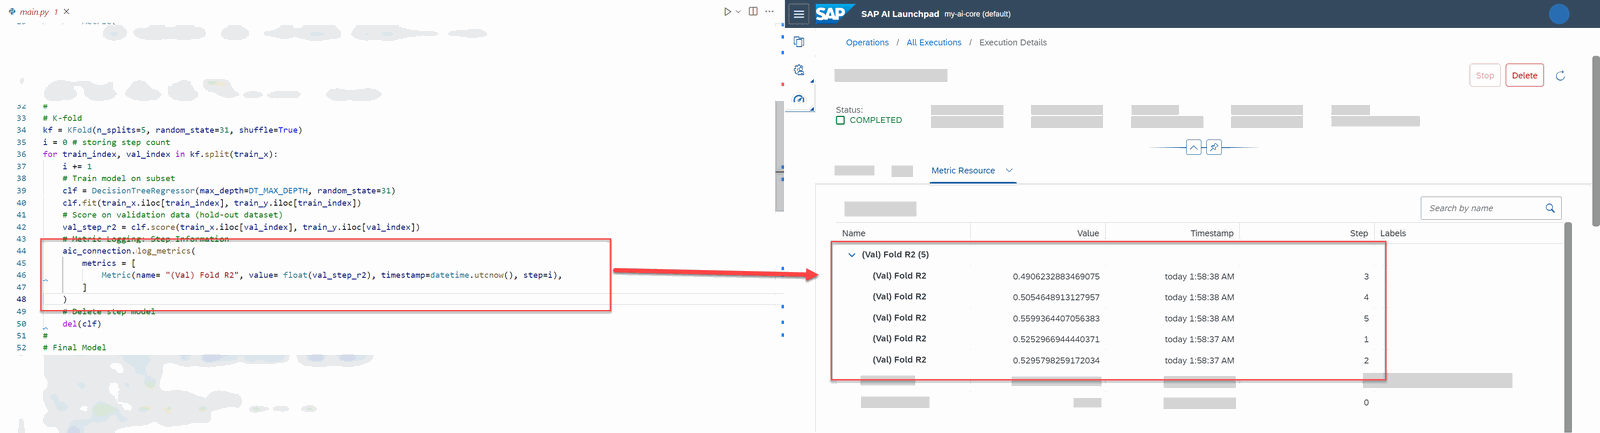 main.py 1 ×
32 #
33 # K-fold
34 kf = KFold(n_splits=5, random_state=31, shuffle=True)
35 i = 0 # storing step count
36 for train_index, val_index in kf.split(train_x):
37 i += 1
38 # Train model on subset
39 clf = DecisionTreeRegressor(max_depth=DT_MAX_DEPTH, random_state=31)
40 clf.fit(train_x.iloc[train_index], train_y.iloc[train_index])
41 # Score on validation data (hold-out dataset)
42 val_step_r2 = clf.score(train_x.iloc[val_index], train_y.iloc[val_index])
43 # Metric Logging: Step Information
44 aic_connection.log_metrics(
45 metrics = [
46 Metric(name= "(Val) Fold R2", value= float(val_step_r2), timestamp=datetime.utcnow(), step=i),
47 ]
48 )
49 # Delete step model
50 del(clf)
51 #
52 # Final Model
SAP SAP AI Launchpad my-ai-core (default)
Operations / All Executions / Execution Details
Stop Delete
Status:
COMPLETED
Metric Resource
Search by name
Name Value Timestamp Step Labels
(Val) Fold R2 (5)
(Val) Fold R2 0.4906232883469075 today 1:58:38 AM 3
(Val) Fold R2 0.5054648913127957 today 1:58:38 AM 4
(Val) Fold R2 0.5599364407056383 today 1:58:38 AM 5
(Val) Fold R2 0.5252966944440371 today 1:58:37 AM 1
(Val) Fold R2 0.5295798259172034 today 1:58:37 AM 2
0